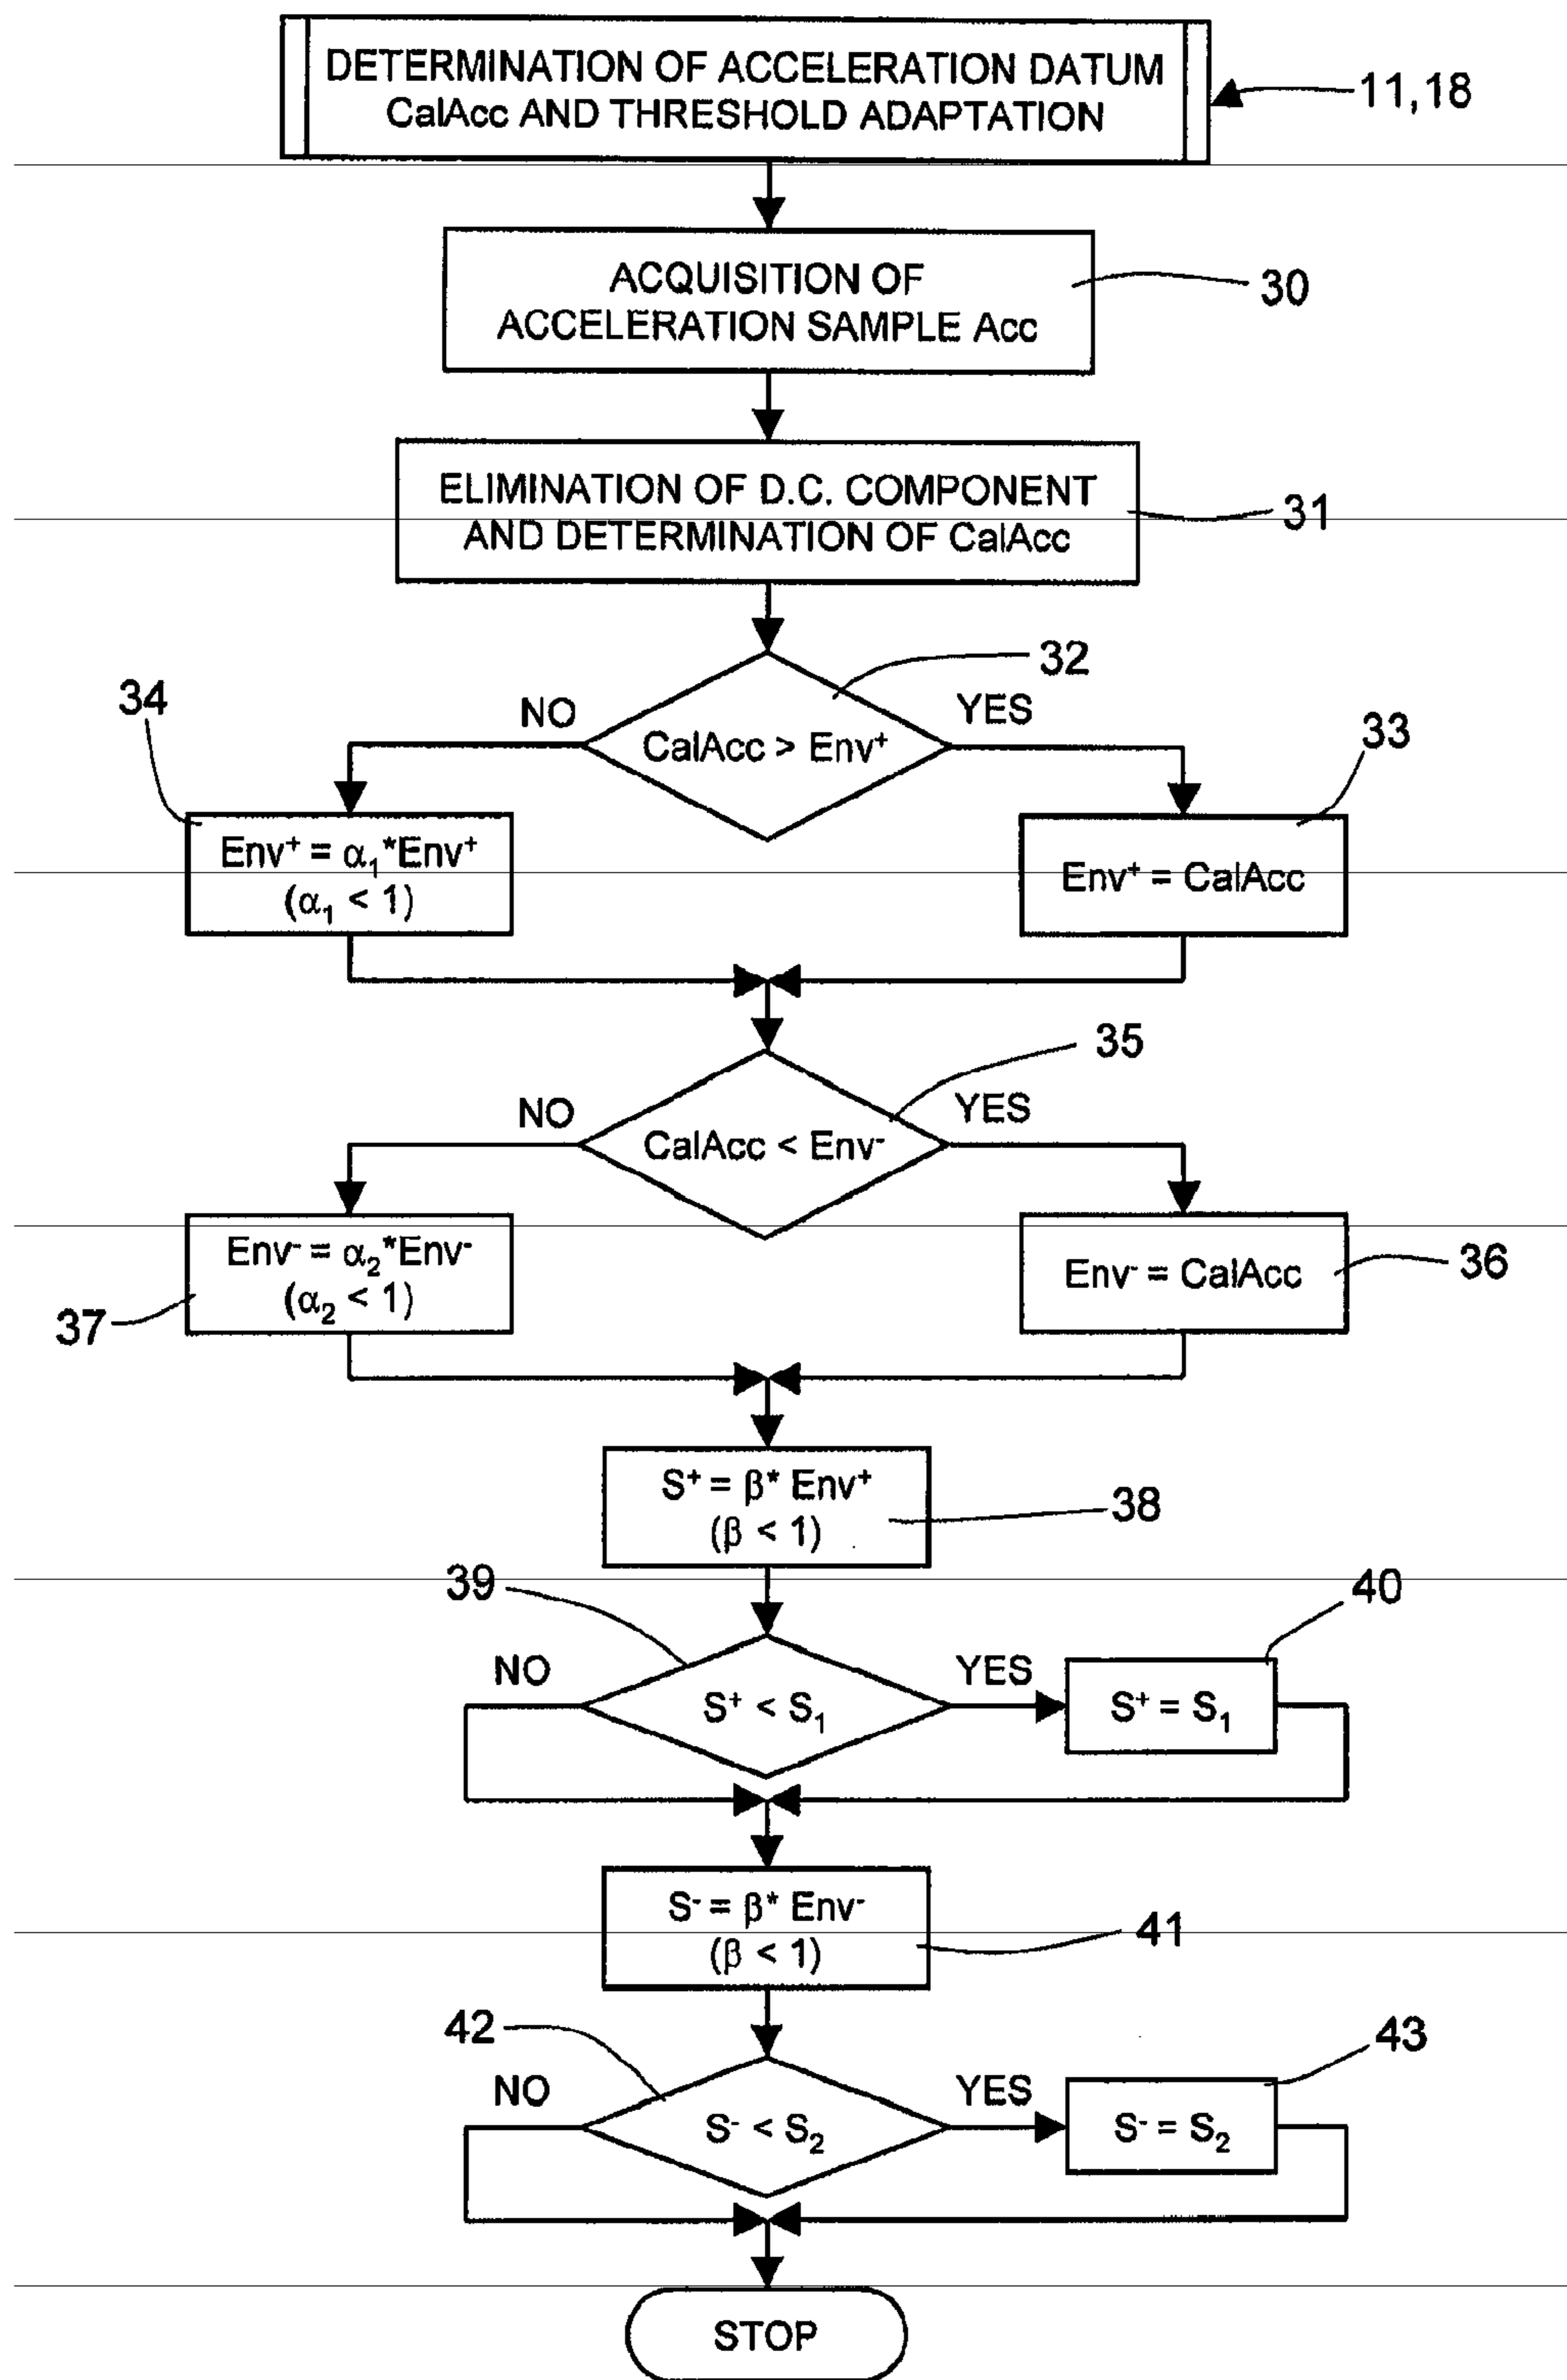 DETERMINATION OF ACCELERATION DATUM
CalAcc AND THRESHOLD ADAPTATION
11,18
ACQUISITION OF
ACCELERATION SAMPLE Acc
30
ELIMINATION OF D.C. COMPONENT
AND DETERMINATION OF CalAcc
31
32
34
NO
YES
CalAcc > Env⁺
33
Env⁺ = α₁*Env⁺
(α₁ < 1)
Env⁺ = CalAcc
35
NO
YES
CalAcc < Env⁻
Env⁻ = α₂*Env⁻
(α₂ < 1)
37
Env⁻ = CalAcc
36
S⁺ = β* Env⁺
(β < 1)
38
39
40
NO
YES
S⁺ < S₁
S⁺ = S₁
S⁻ = β* Env⁻
(β < 1)
41
42
43
NO
YES
S⁻ < S₂
S⁻ = S₂
STOP